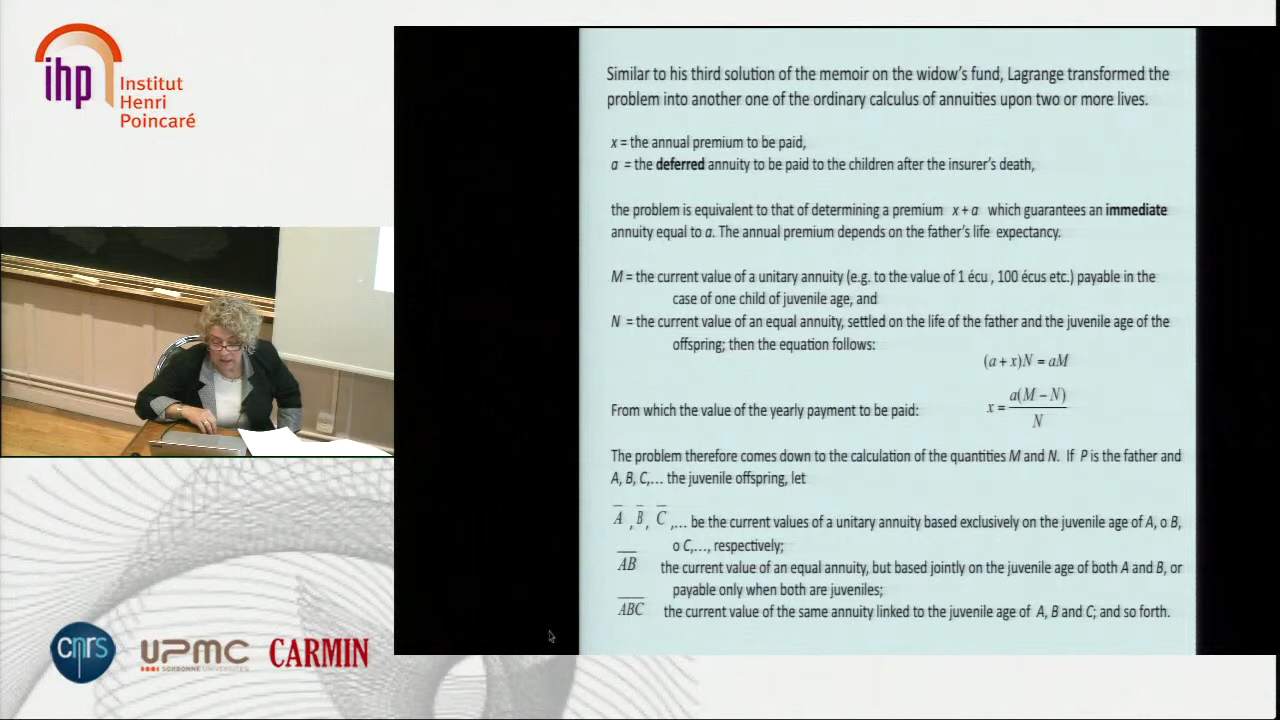 ihp
Institut
Henri
Poincaré
Similar to his third solution of the memoir on the widow's fund, Lagrange transformed the
problem into another one of the ordinary calculus of annuities upon two or more lives.
x = the annual premium to be paid,
a = the deferred annuity to be paid to the children after the insurer's death,
the problem is equivalent to that of determining a premium x + a which guarantees an immediate
annuity equal to a. The annual premium depends on the father's life expectancy.
M = the current value of a unitary annuity (e.g. to the value of 1 écu , 100 écus etc.) payable in the
case of one child of juvenile age, and
N = the current value of an equal annuity, settled on the life of the father and the juvenile age of the
offspring; then the equation follows:
(a + x)N = aM
From which the value of the yearly payment to be paid: x = a(M − N) / N
The problem therefore comes down to the calculation of the quantities M and N. If P is the father and
A, B, C,... the juvenile offspring, let
A̅ , B̅, C̅ ,... be the current values of a unitary annuity based exclusively on the juvenile age of A, o B,
o C,..., respectively;
A̅B̅ the current value of an equal annuity, but based jointly on the juvenile age of both A and B, or
payable only when both are juveniles;
A̅B̅C̅ the current value of the same annuity linked to the juvenile age of A, B and C; and so forth.
cnrs
UPMC
SORBONNE UNIVERSITÉS
CARMIN